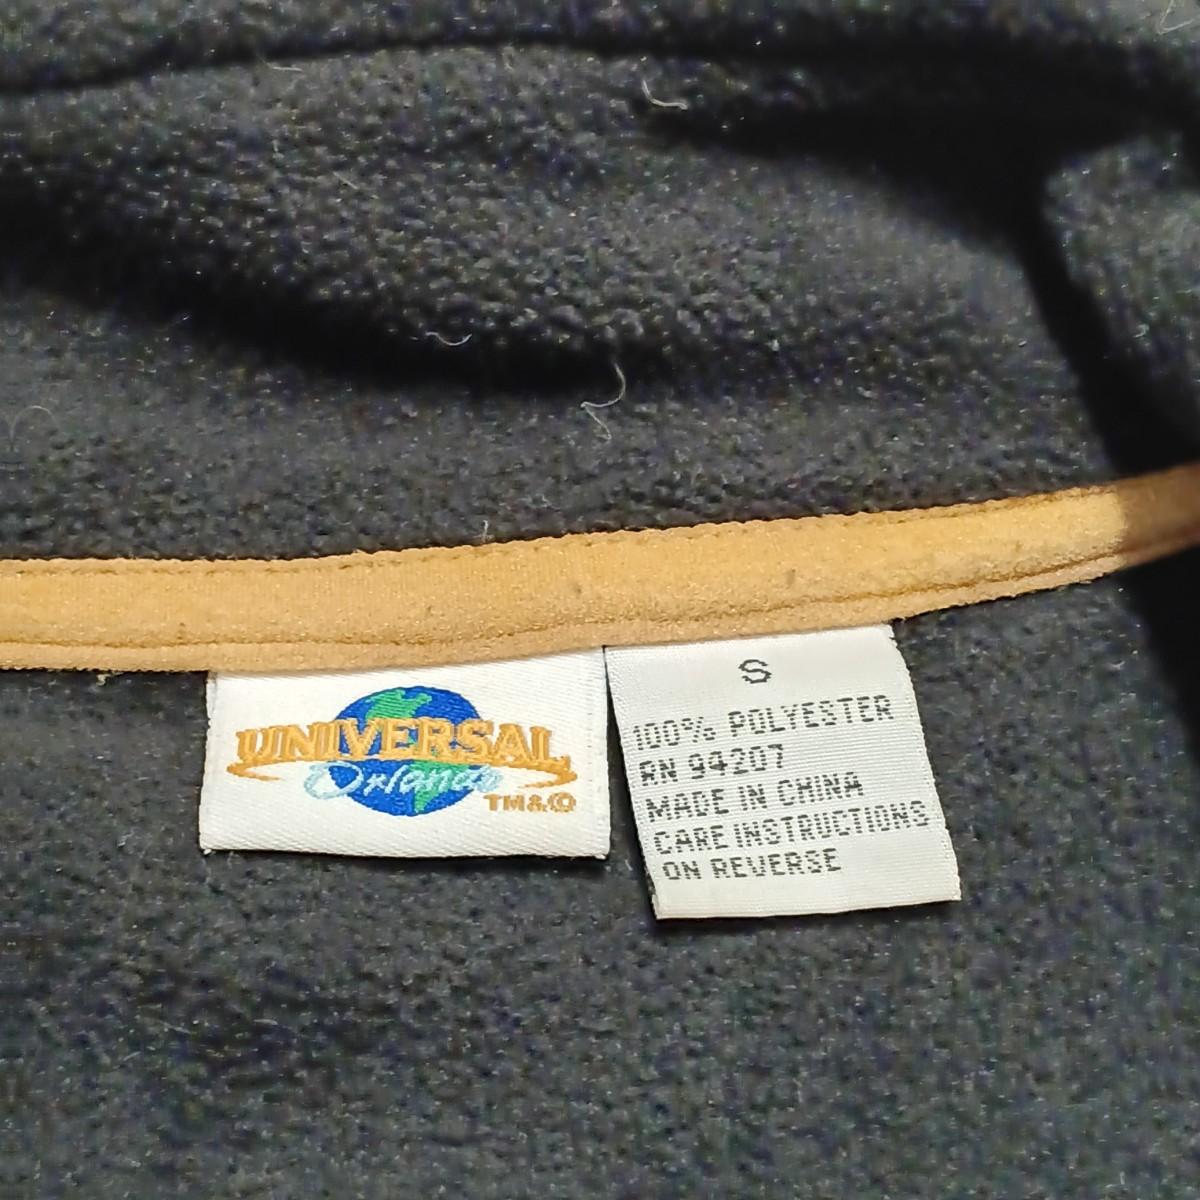 UNIVERSAL
Orlando
TM&©
S
100% POLYESTER
RN 94207
MADE IN CHINA
CARE INSTRUCTIONS
ON REVERSE